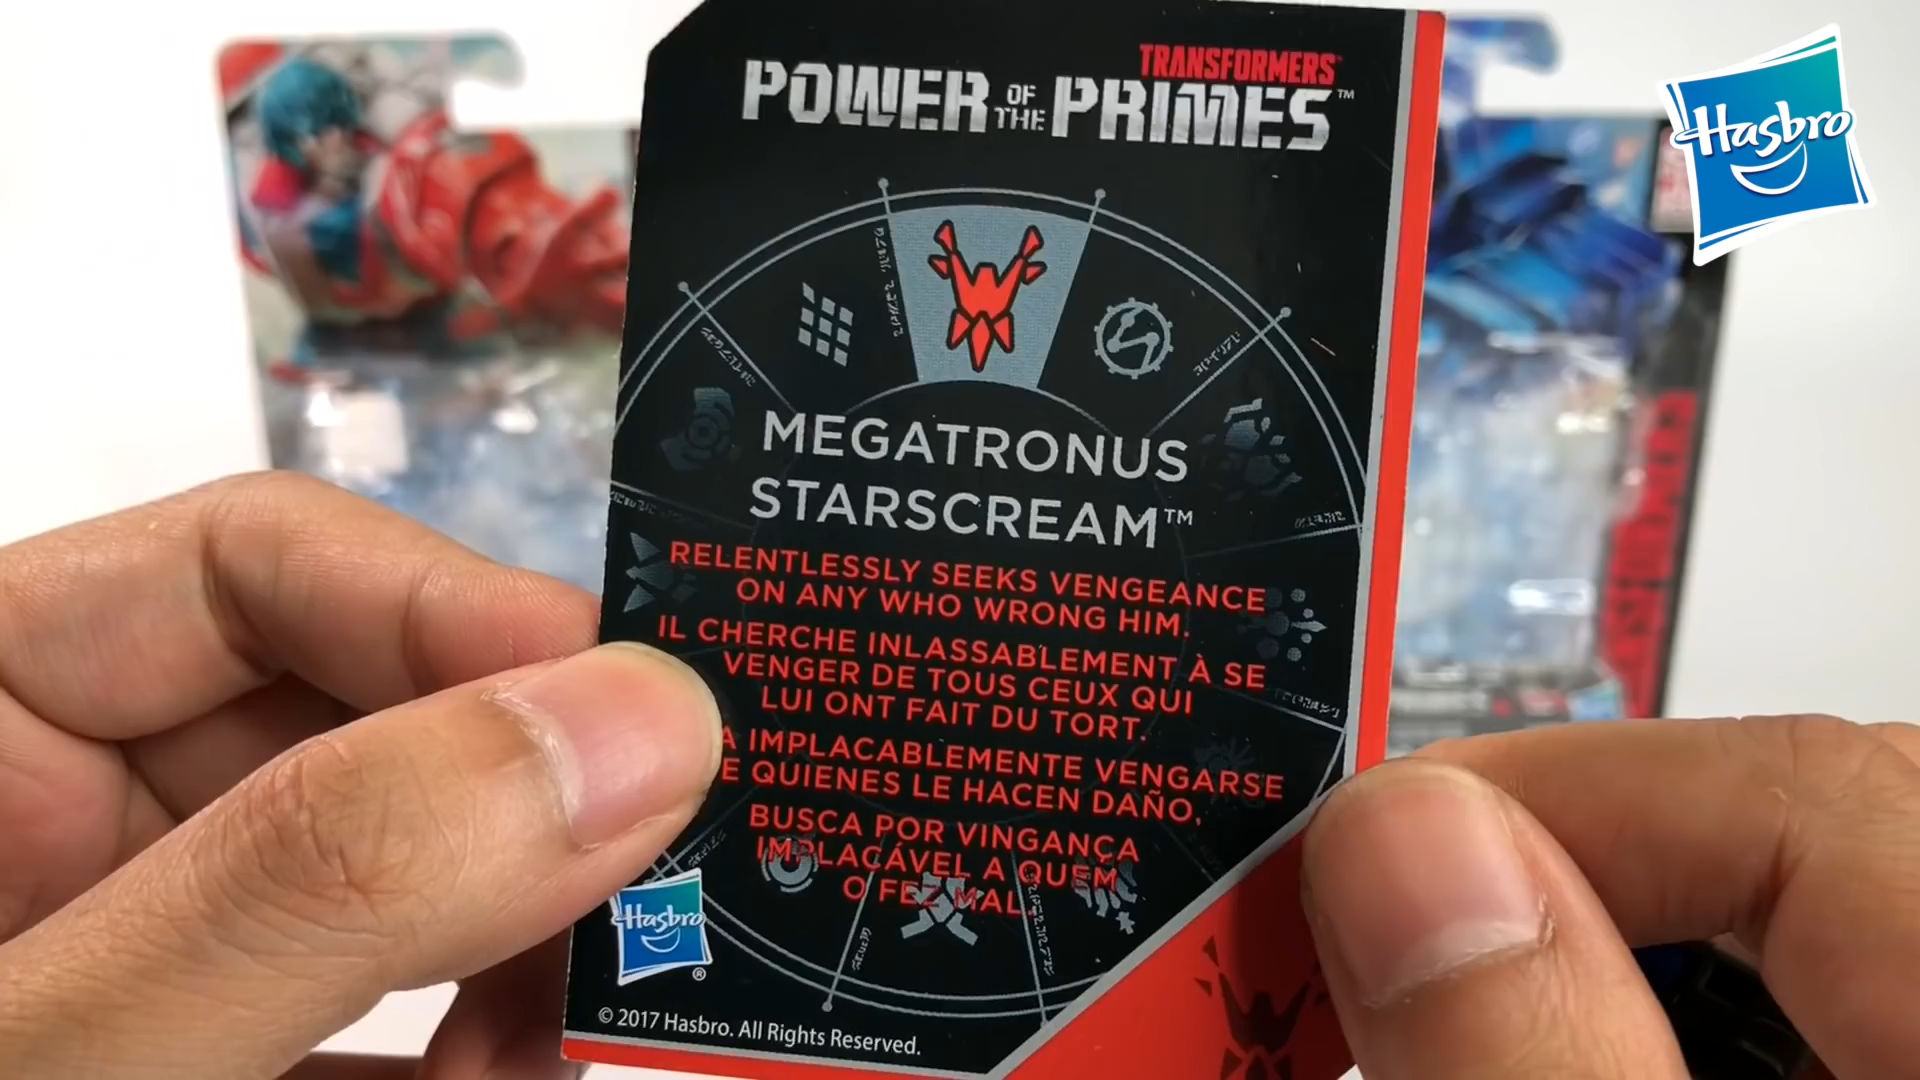 TRANSFORMERS
POWER OF THE PRIMES™
Hasbro
MEGATRONUS
STARSCREAM™
RELENTLESSLY SEEKS VENGEANCE
ON ANY WHO WRONG HIM.
IL CHERCHE INLASSABLEMENT À SE
VENGER DE TOUS CEUX QUI
LUI ONT FAIT DU TORT.
IMPLACABLEMENTE VENGARSE
QUIENES LE HACEN DAÑO,
BUSCA POR VINGANÇA
IMPLACÁVEL A QUEM
O FEZ MAL.
Hasbro
®
© 2017 Hasbro. All Rights Reserved.